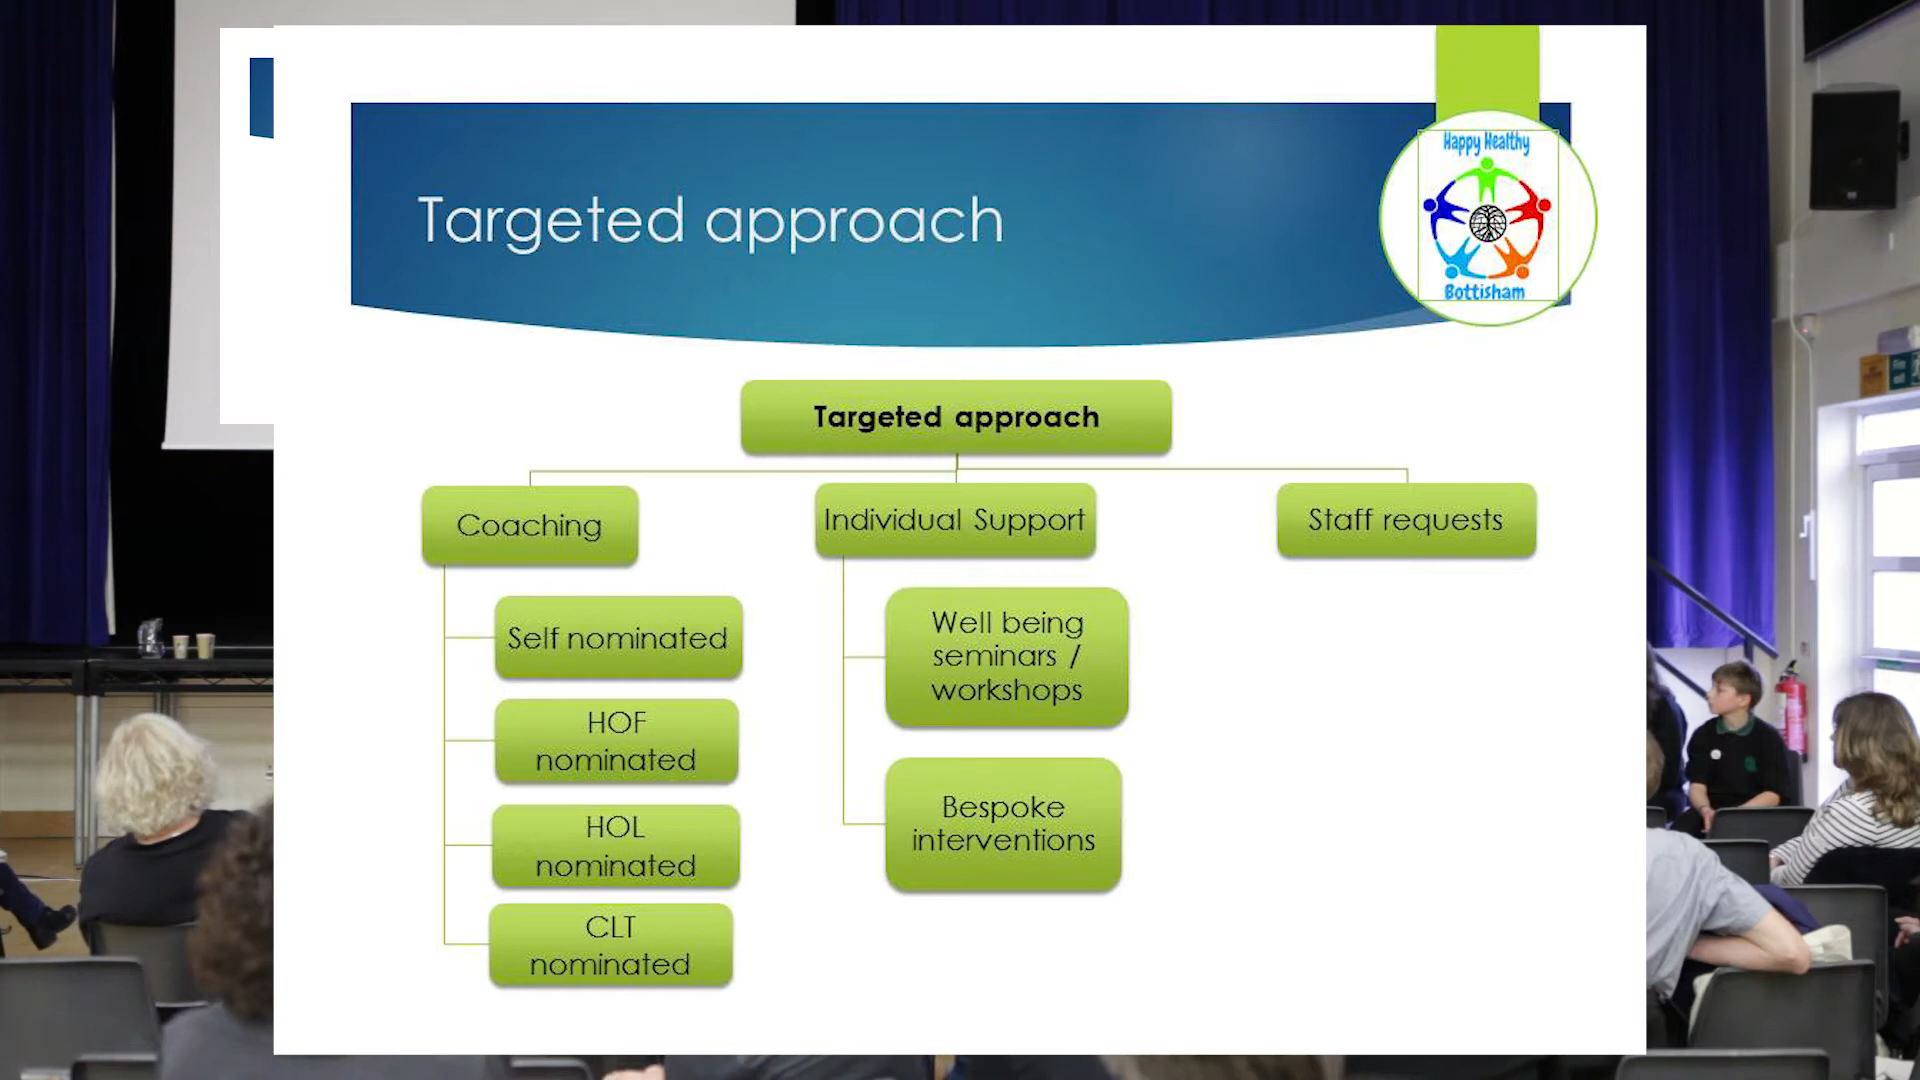 Happy Healthy
Bottisham
Targeted approach
Targeted approach
Coaching
Individual Support
Staff requests
Self nominated
HOF
nominated
HOL
nominated
CLT
nominated
Well being
seminars /
workshops
Bespoke
interventions